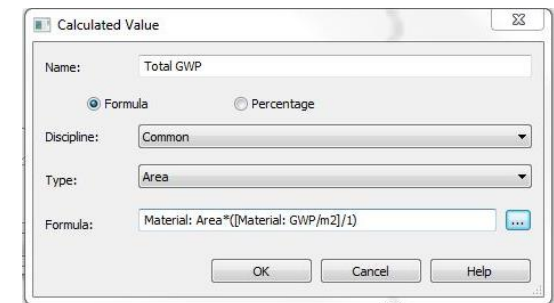 Calculated Value
Name: Total GWP
Formula Percentage
Discipline: Common
Type: Area
Formula: Material: Area*([Material: GWP/m2]/1) ...
OK Cancel Help